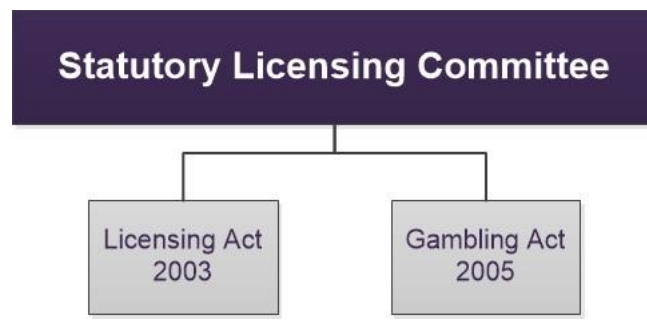 Statutory Licensing Committee
Licensing Act
2003
Gambling Act
2005